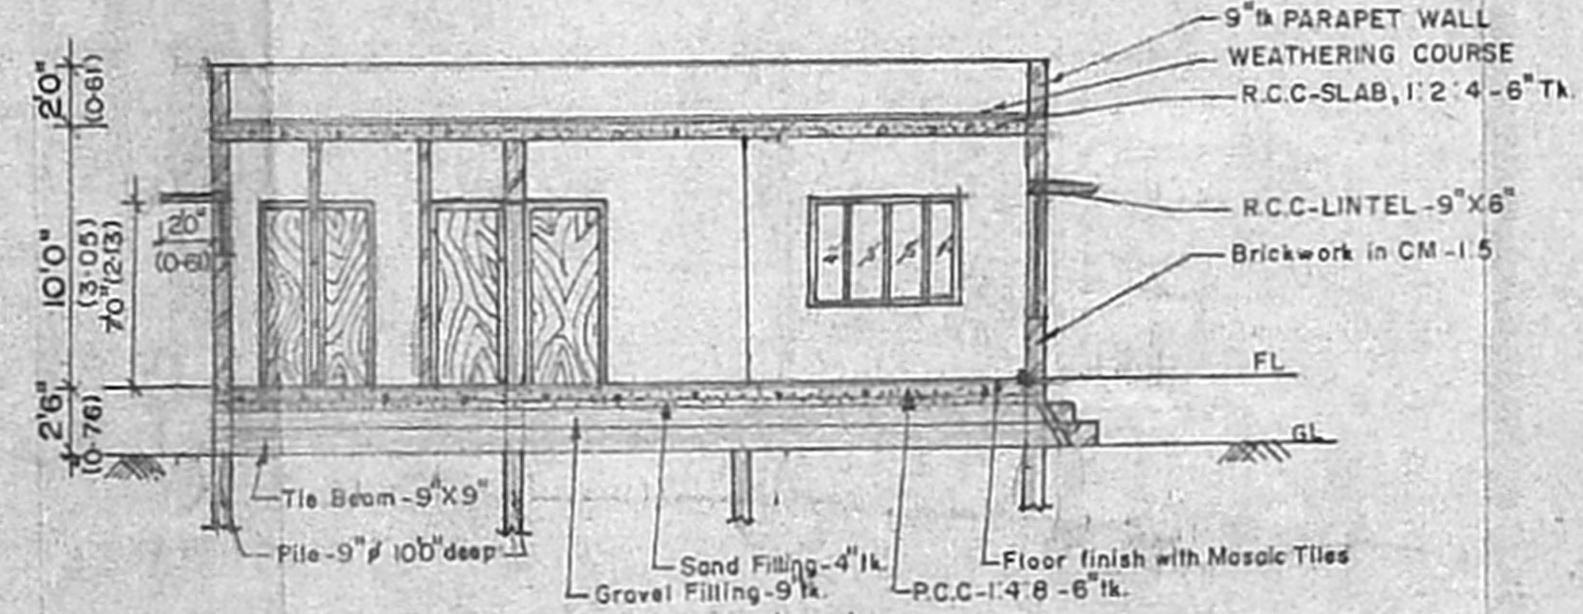 9" tk PARAPET WALL
WEATHERING COURSE
R.C.C-SLAB, 1:2:4-6" Tk.
R.C.C-LINTEL-9"X6"
Brickwork in CM-1:5
FL
GL
2'0"
(0.61)
10'0"
(3.05)
7'0"(2.13)
2'0"
(0.6)
2'6"
(0.76)
Tie Beam-9"X9"
Pile-9"ø 10'0" deep
Sand Filling-4" tk.
Gravel Filling-9" tk.
Floor finish with Mosaic Tiles
P.C.C-1:4:8-6" tk.